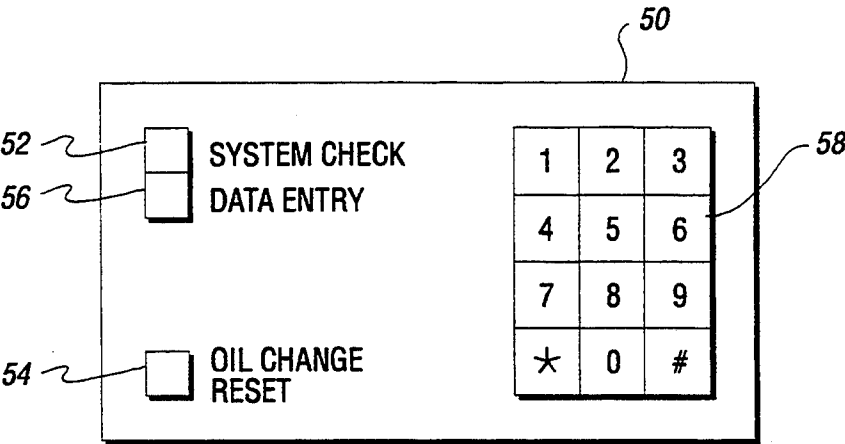 50
52
SYSTEM CHECK
56
DATA ENTRY
1 2 3
58
4 5 6
7 8 9
* 0 #
54
OIL CHANGE
RESET